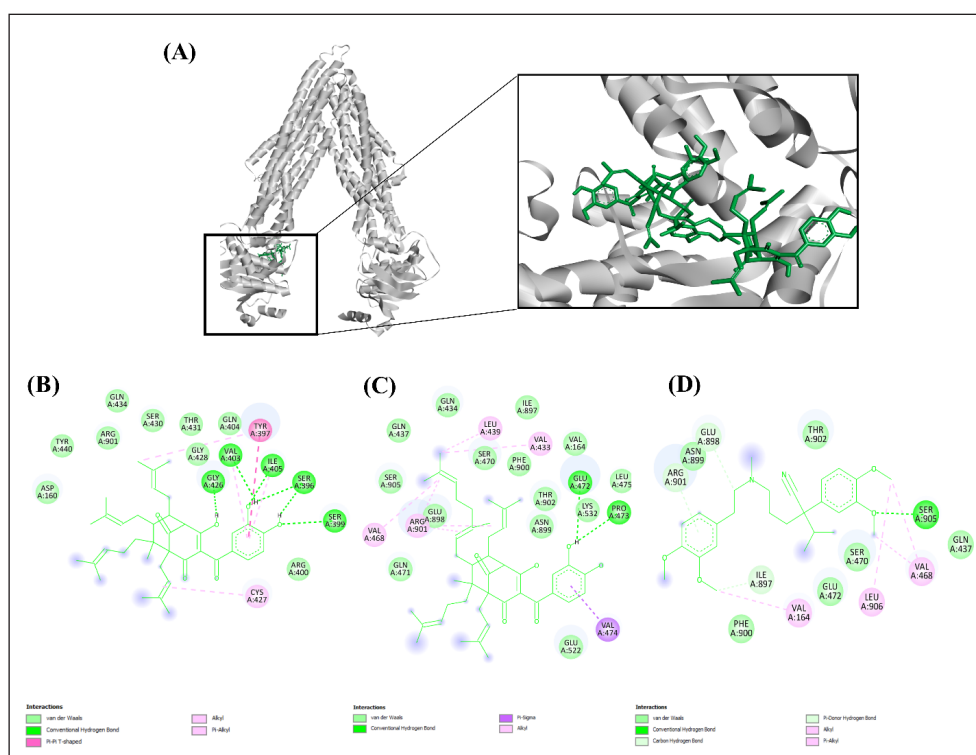 (A)
(B)
GLN
A:434
SER
A:430
THR
A:431
GLN
A:404
TYR
A:397
TYR
A:440
ARG
A:901
GLY
A:428
VAL
A:403
ILE
A:405
ASP
A:160
GLY
A:426
SER
A:396
H
H
H
SER
A:399
ARG
A:400
CYS
A:427
Interactions
van der Waals
Conventional Hydrogen Bond
Pi-Pi T-shaped
Alkyl
Pi-Alkyl
(C)
GLN
A:434
ILE
A:897
GLN
A:437
LEU
A:439
VAL
A:433
SER
A:470
PHE
A:900
VAL
A:164
SER
A:905
GLU
A:472
LEU
A:475
THR
A:902
LYS
A:532
PRO
A:473
ARG
A:901
GLU
A:898
ASN
A:899
VAL
A:468
GLN
A:471
H
O
O
O
O
VAL
A:474
GLU
A:522
Interactions
van der Waals
Conventional Hydrogen Bond
Pi-Sigma
Alkyl
(D)
GLU
A:898
ASN
A:899
ARG
A:901
THR
A:902
N
N
O
O
SER
A:905
GLN
A:437
SER
A:470
VAL
A:468
O
O
ILE
A:897
GLU
A:472
LEU
A:906
VAL
A:164
PHE
A:900
Interactions
van der Waals
Conventional Hydrogen Bond
Carbon Hydrogen Bond
Pi-Donor Hydrogen Bond
Alkyl
Pi-Alkyl